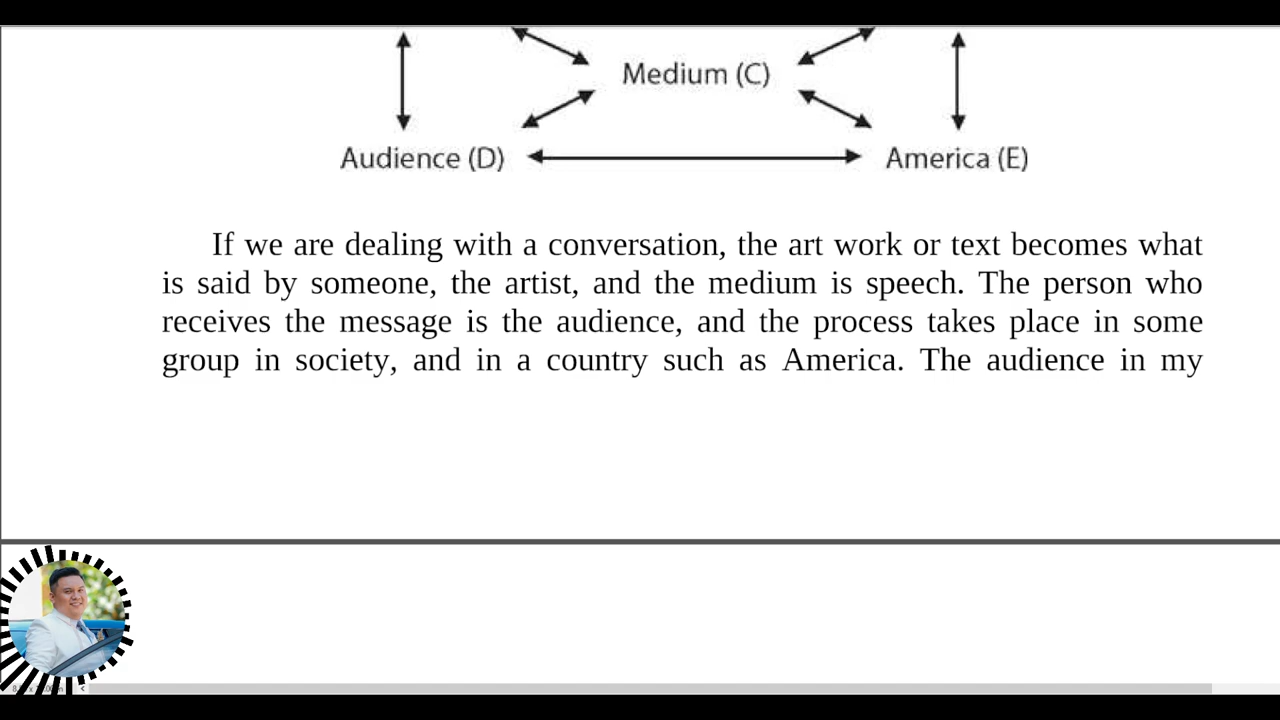 Medium (C)
Audience (D)
America (E)
If we are dealing with a conversation, the art work or text becomes what
is said by someone, the artist, and the medium is speech. The person who
receives the message is the audience, and the process takes place in some
group in society, and in a country such as America. The audience in my